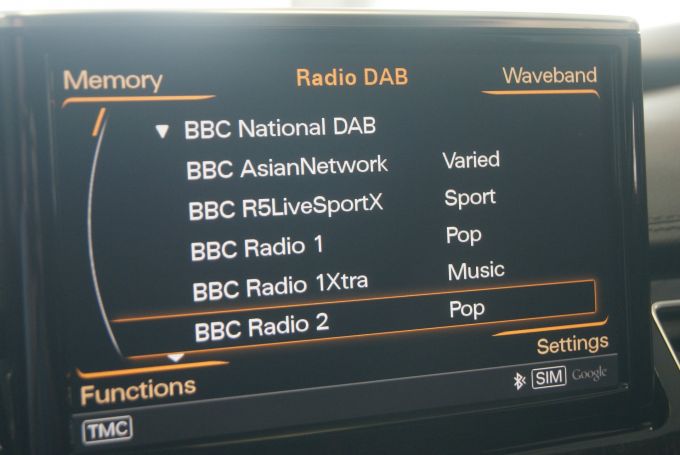 Memory Radio DAB Waveband
BBC National DAB
BBC AsianNetwork Varied
BBC R5LiveSportX Sport
BBC Radio 1 Pop
BBC Radio 1Xtra Music
BBC Radio 2 Pop
Functions Settings
TMC SIM Google